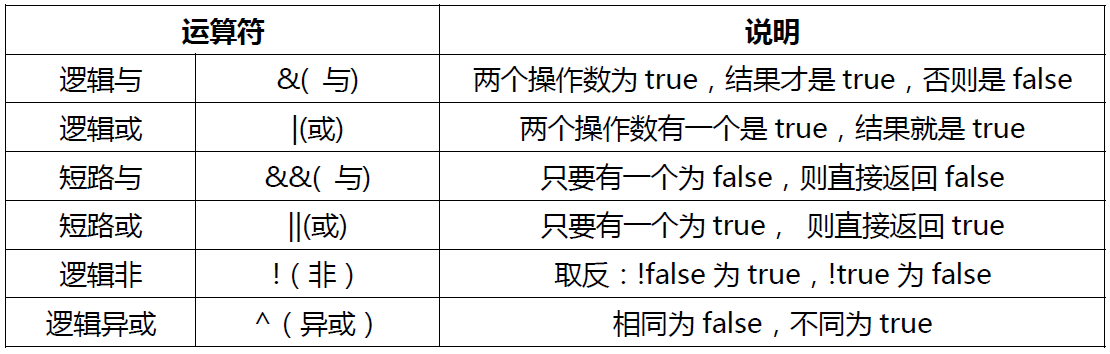 运算符 说明
逻辑与 &( 与) 两个操作数为 true，结果才是 true，否则是 false
逻辑或 |(或) 两个操作数有一个是 true，结果就是 true
短路与 &&( 与) 只要有一个为 false，则直接返回 false
短路或 ||(或) 只要有一个为 true， 则直接返回 true
逻辑非 !（非） 取反：!false 为 true，!true 为 false
逻辑异或 ^（异或） 相同为 false，不同为 true